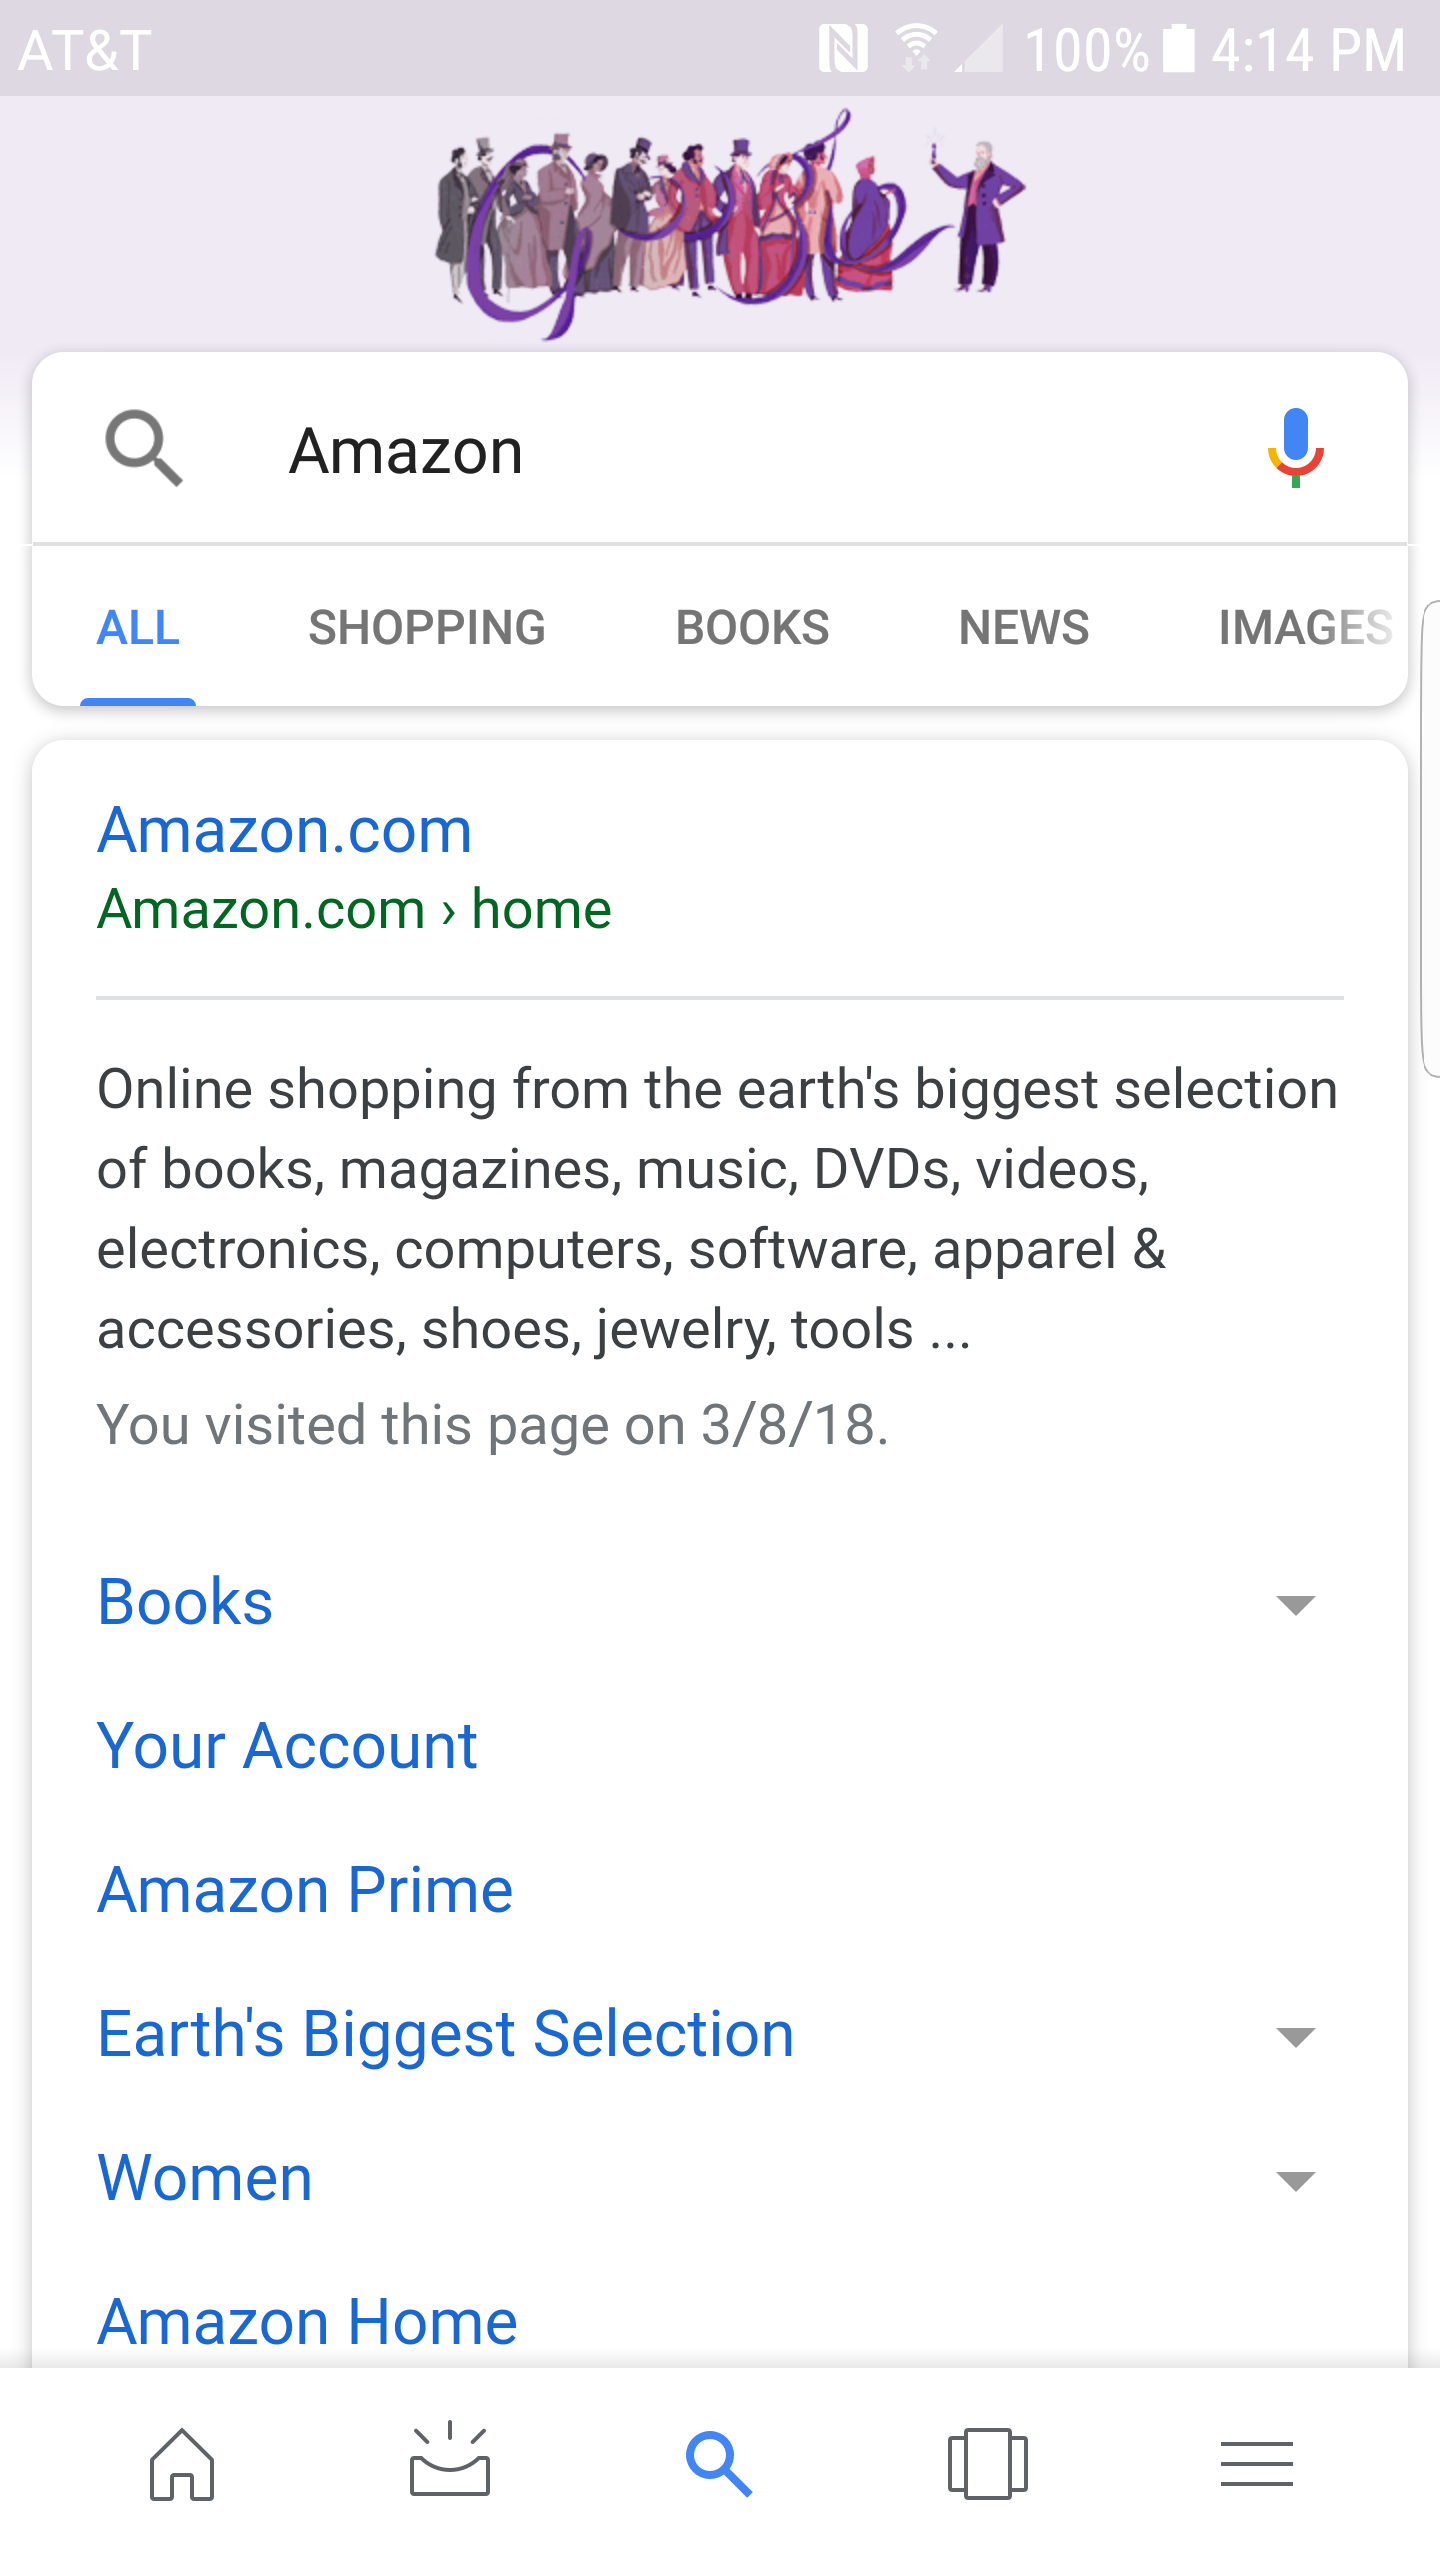 AT&T 100% 4:14 PM
Google
Amazon
ALL SHOPPING BOOKS NEWS IMAGES
Amazon.com
Amazon.com › home
Online shopping from the earth's biggest selection
of books, magazines, music, DVDs, videos,
electronics, computers, software, apparel &
accessories, shoes, jewelry, tools ...
You visited this page on 3/8/18.
Books
Your Account
Amazon Prime
Earth's Biggest Selection
Women
Amazon Home